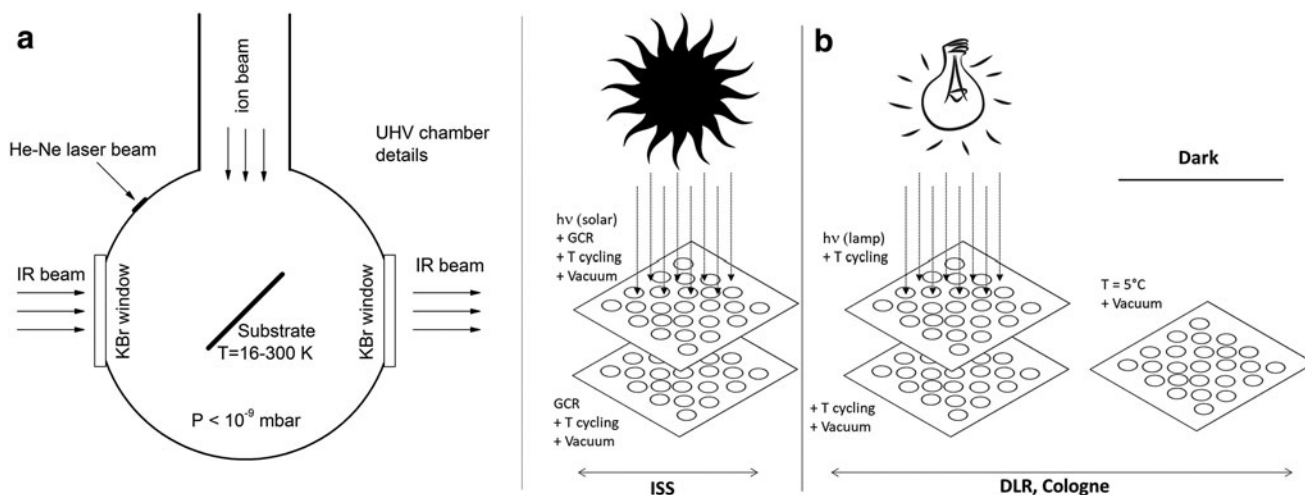 a
ion beam
UHV chamber
details
He-Ne laser beam
IR beam
KBr window
Substrate
T=16-300 K
KBr window
IR beam
P < 10⁻⁹ mbar
hν (solar)
+ GCR
+ T cycling
+ Vacuum
GCR
+ T cycling
+ Vacuum
ISS
b
hν (lamp)
+ T cycling
+ T cycling
+ Vacuum
Dark
T = 5°C
+ Vacuum
DLR, Cologne